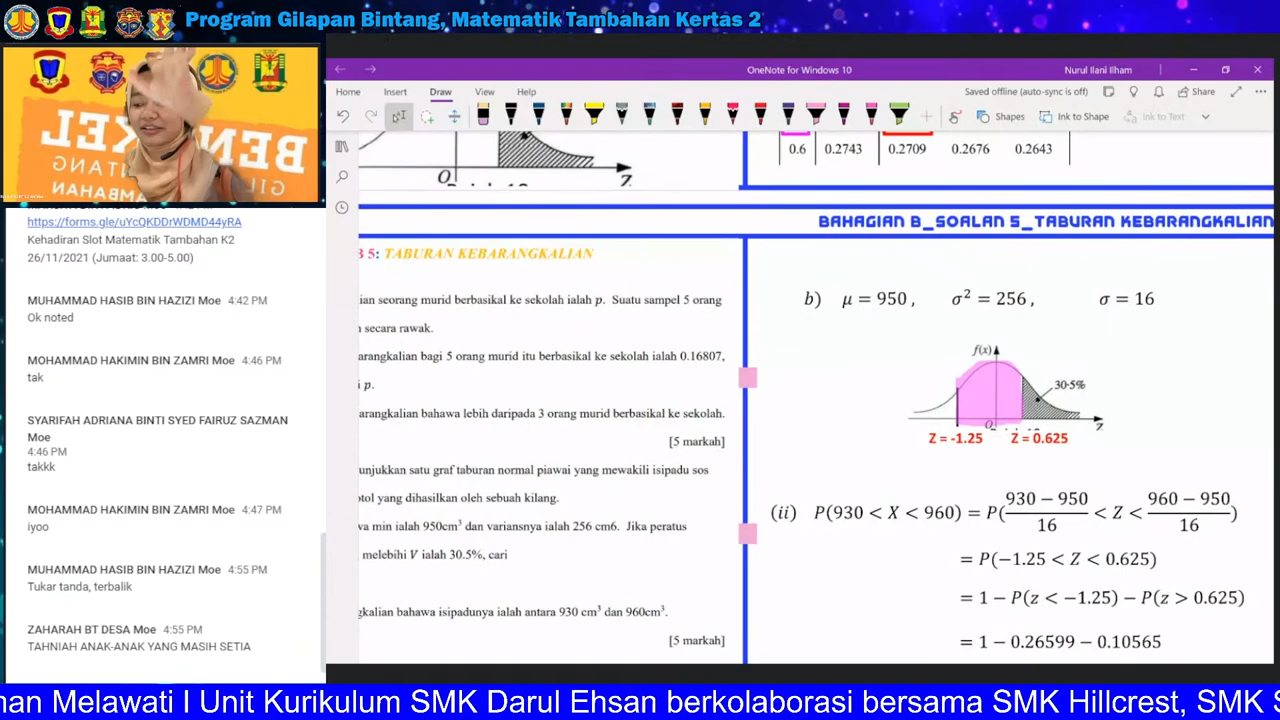 Program Gilapan Bintang, Matematik Tambahan Kertas 2
BENGKEL
GIL
BINTANG
TAMBAHAN
https://forms.gle/uYcQKDDrWDMD44yRA
Kehadiran Slot Matematik Tambahan K2
26/11/2021 (Jumaat: 3.00-5.00)
MUHAMMAD HASIB BIN HAZIZI Moe 4:42 PM
Ok noted
MOHAMMAD HAKIMIN BIN ZAMRI Moe 4:46 PM
tak
SYARIFAH ADRIANA BINTI SYED FAIRUZ SAZMAN
Moe
4:46 PM
takkk
MOHAMMAD HAKIMIN BIN ZAMRI Moe 4:47 PM
iyoo
MUHAMMAD HASIB BIN HAZIZI Moe 4:55 PM
Tukar tanda, terbalik
ZAHARAH BT DESA Moe 4:55 PM
TAHNIAH ANAK-ANAK YANG MASIH SETIA
OneNote for Windows 10
Nurul Ilani Ilham
Home Insert Draw View Help
Saved offline (auto-sync is off)
Share
Shapes Ink to Shape Ink to Text
O Z
0.6 0.2743 0.2709 0.2676 0.2643
BAHAGIAN B_SOALAN 5_TABURAN KEBARANGKALIAN
B 5: TABURAN KEBARANGKALIAN
ian seorang murid berbasikal ke sekolah ialah p. Suatu sampel 5 orang
n secara rawak.
arangkalian bagi 5 orang murid itu berbasikal ke sekolah ialah 0.16807,
i p.
arangkalian bahawa lebih daripada 3 orang murid berbasikal ke sekolah.
[5 markah]
unjukkan satu graf taburan normal piawai yang mewakili isipadu sos
otol yang dihasilkan oleh sebuah kilang.
wa min ialah 950cm³ dan variansnya ialah 256 cm6. Jika peratus
melebihi V ialah 30.5%, cari
gkalian bahawa isipadunya ialah antara 930 cm³ dan 960cm³.
[5 markah]
b) μ = 950 , σ² = 256 , σ = 16
f(x)
30·5%
O Z
Z = -1.25 Z = 0.625
(ii) P(930 < X < 960) = P((930 − 950)/16 < Z < (960 − 950)/16)
= P(−1.25 < Z < 0.625)
= 1 − P(z < −1.25) − P(z > 0.625)
= 1 − 0.26599 − 0.10565
nan Melawati I Unit Kurikulum SMK Darul Ehsan berkolaborasi bersama SMK Hillcrest, SMK S